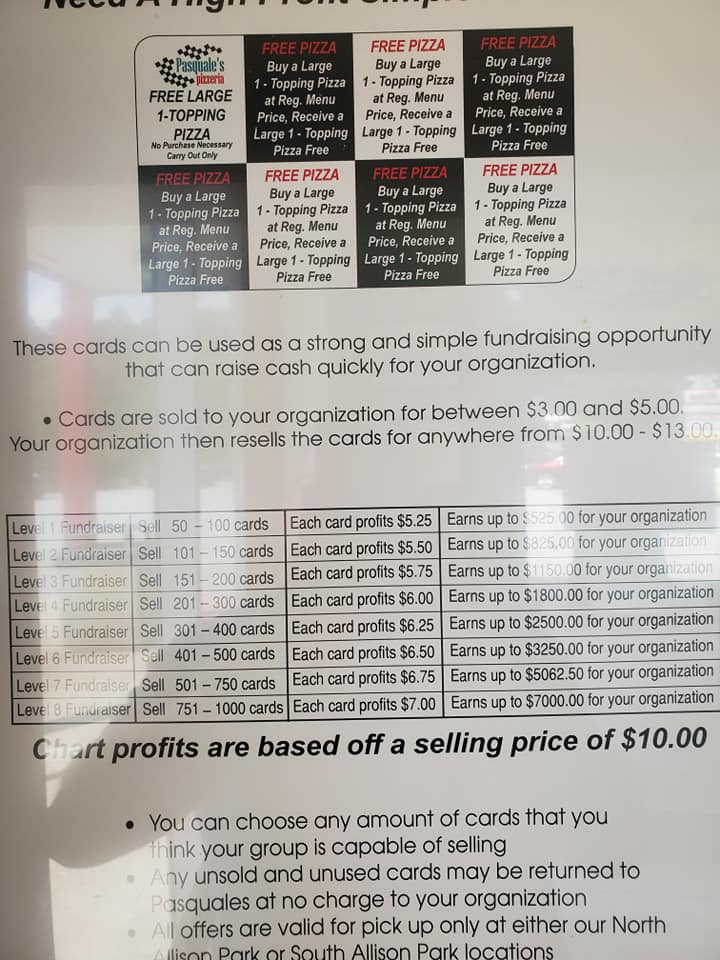 Need A High Profit Simple
Pasquale's
pizzeria
FREE LARGE
1-TOPPING
PIZZA
No Purchase Necessary
Carry Out Only
FREE PIZZA
Buy a Large
1 - Topping Pizza
at Reg. Menu
Price, Receive a
Large 1 - Topping
Pizza Free
FREE PIZZA
Buy a Large
1 - Topping Pizza
at Reg. Menu
Price, Receive a
Large 1 - Topping
Pizza Free
FREE PIZZA
Buy a Large
1 - Topping Pizza
at Reg. Menu
Price, Receive a
Large 1 - Topping
Pizza Free
FREE PIZZA
Buy a Large
1 - Topping Pizza
at Reg. Menu
Price, Receive a
Large 1 - Topping
Pizza Free
FREE PIZZA
Buy a Large
1 - Topping Pizza
at Reg. Menu
Price, Receive a
Large 1 - Topping
Pizza Free
FREE PIZZA
Buy a Large
1 - Topping Pizza
at Reg. Menu
Price, Receive a
Large 1 - Topping
Pizza Free
FREE PIZZA
Buy a Large
1 - Topping Pizza
at Reg. Menu
Price, Receive a
Large 1 - Topping
Pizza Free
These cards can be used as a strong and simple fundraising opportunity
that can raise cash quickly for your organization.
• Cards are sold to your organization for between $3.00 and $5.00.
Your organization then resells the cards for anywhere from $10.00 - $13.00.
Level 1 Fundraiser Sell 50 – 100 cards Each card profits $5.25 Earns up to $525.00 for your organization
Level 2 Fundraiser Sell 101 – 150 cards Each card profits $5.50 Earns up to $825.00 for your organization
Level 3 Fundraiser Sell 151 – 200 cards Each card profits $5.75 Earns up to $1150.00 for your organization
Level 4 Fundraiser Sell 201 – 300 cards Each card profits $6.00 Earns up to $1800.00 for your organization
Level 5 Fundraiser Sell 301 – 400 cards Each card profits $6.25 Earns up to $2500.00 for your organization
Level 6 Fundraiser Sell 401 – 500 cards Each card profits $6.50 Earns up to $3250.00 for your organization
Level 7 Fundraiser Sell 501 – 750 cards Each card profits $6.75 Earns up to $5062.50 for your organization
Level 8 Fundraiser Sell 751 – 1000 cards Each card profits $7.00 Earns up to $7000.00 for your organization
Chart profits are based off a selling price of $10.00
• You can choose any amount of cards that you
think your group is capable of selling
• Any unsold and unused cards may be returned to
Pasquales at no charge to your organization
• All offers are valid for pick up only at either our North
Allison Park or South Allison Park locations